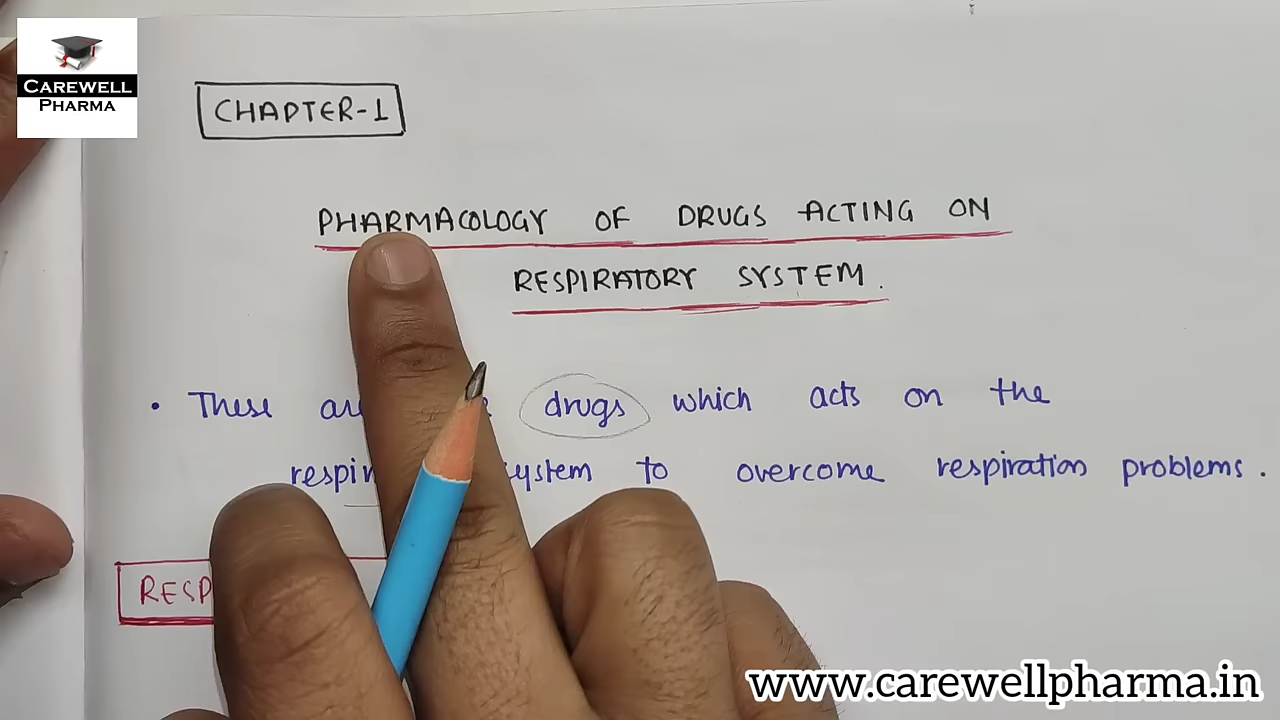 CAREWELL
PHARMA
CHAPTER-1
PHARMACOLOGY OF DRUGS ACTING ON
RESPIRATORY SYSTEM.
• These drugs which acts on the
system to overcome respiration problems.
www.carewellpharma.in